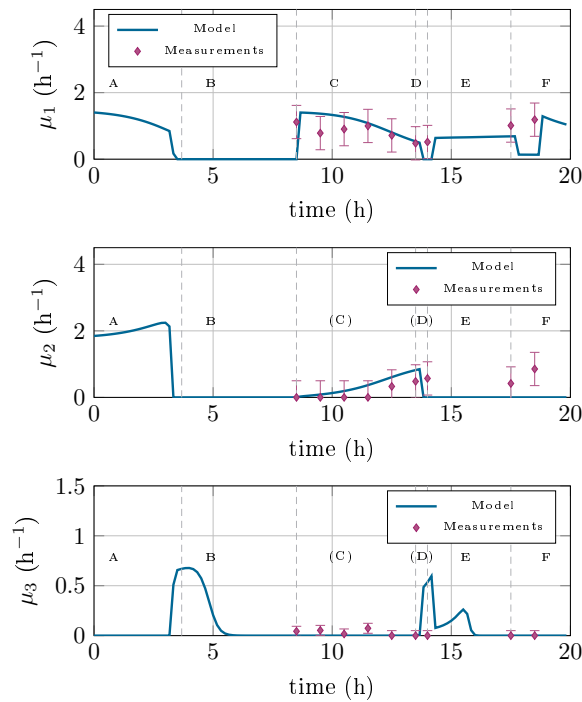 4
2
0
μ₁ (h⁻¹)
Model
Measurements
A B C D E F
0 5 10 15 20
time (h)
4
2
0
μ₂ (h⁻¹)
Model
Measurements
A B (C) (D) E F
0 5 10 15 20
time (h)
1.5
1
0.5
0
μ₃ (h⁻¹)
Model
Measurements
A B (C) (D) E F
0 5 10 15 20
time (h)